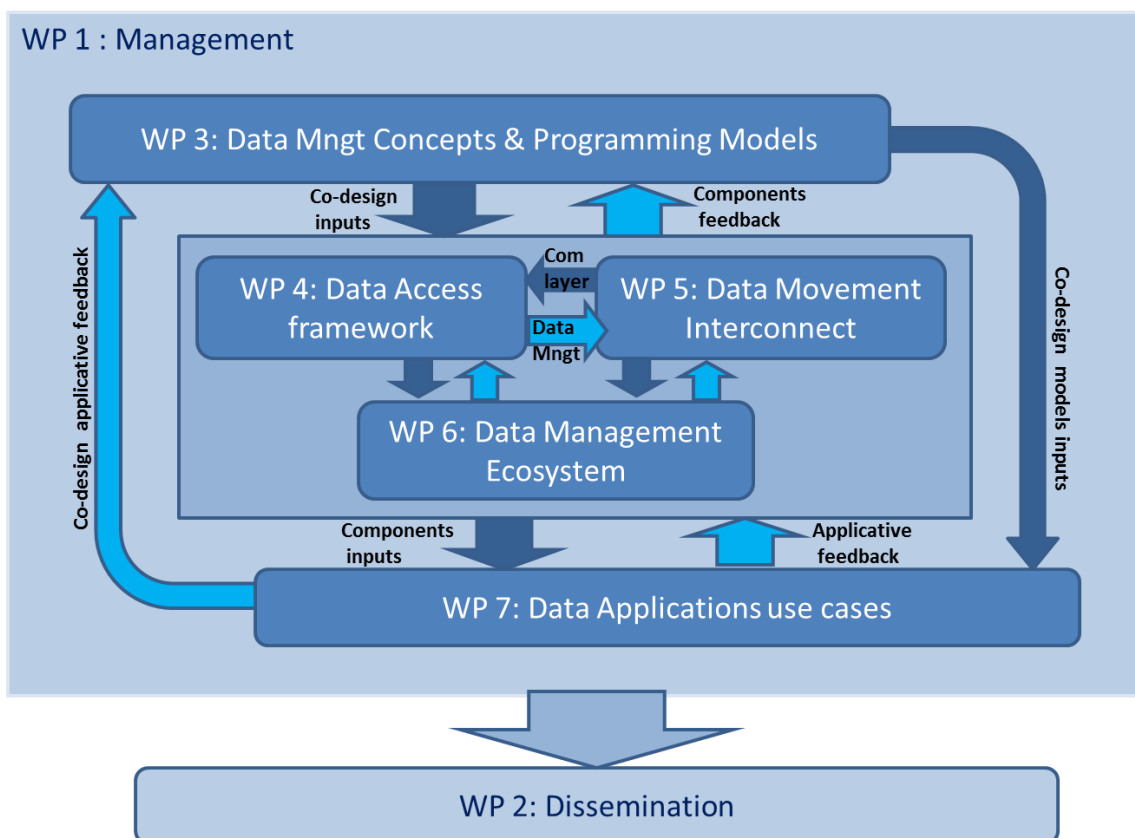 WP 1 : Management
WP 3: Data Mngt Concepts & Programming Models
Co-design
inputs
Components
feedback
Com
layer
WP 4: Data Access
framework
WP 5: Data Movement
Interconnect
Data
Mngt
WP 6: Data Management
Ecosystem
Co-design applicative feedback
Co-design models inputs
Components
inputs
Applicative
feedback
WP 7: Data Applications use cases
WP 2: Dissemination